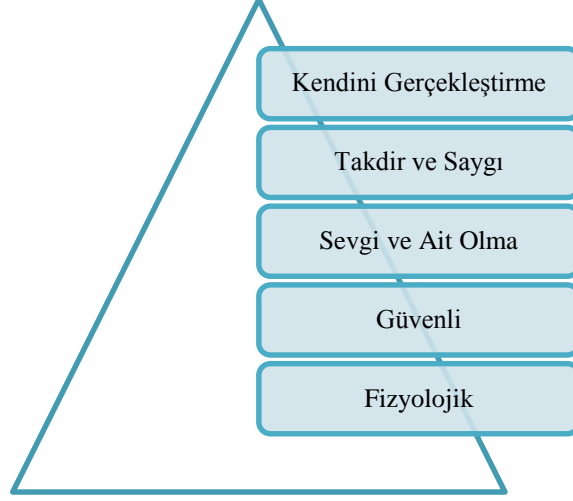 Kendini Gerçekleştirme
Takdir ve Saygı
Sevgi ve Ait Olma
Güvenli
Fizyolojik